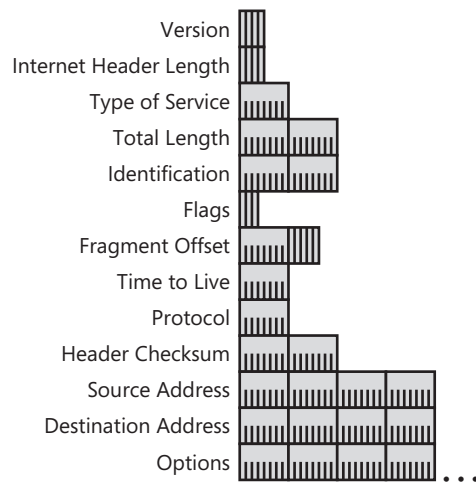 Version
Internet Header Length
Type of Service
Total Length
Identification
Flags
Fragment Offset
Time to Live
Protocol
Header Checksum
Source Address
Destination Address
Options
...